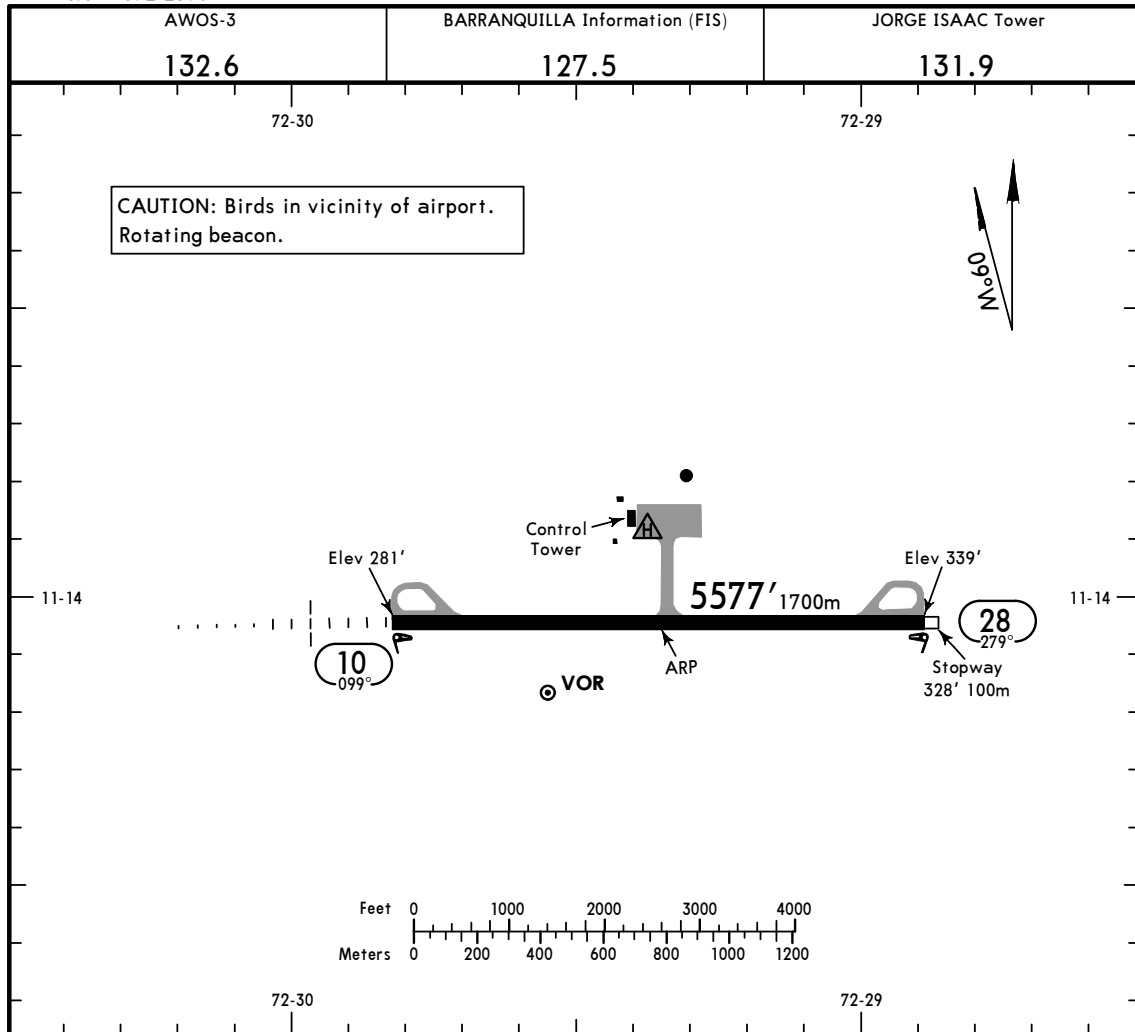 AWOS-3
132.6
BARRANQUILLA Information (FIS)
127.5
JORGE ISAAC Tower
131.9
72-30
72-29
CAUTION: Birds in vicinity of airport.
Rotating beacon.
09°W
Control
Tower
H
Elev 281'
Elev 339'
11-14
5577' 1700m
11-14
10
099°
28
279°
ARP
Stopway
328' 100m
VOR
Feet 0 1000 2000 3000 4000
Meters 0 200 400 600 800 1000 1200
72-30
72-29